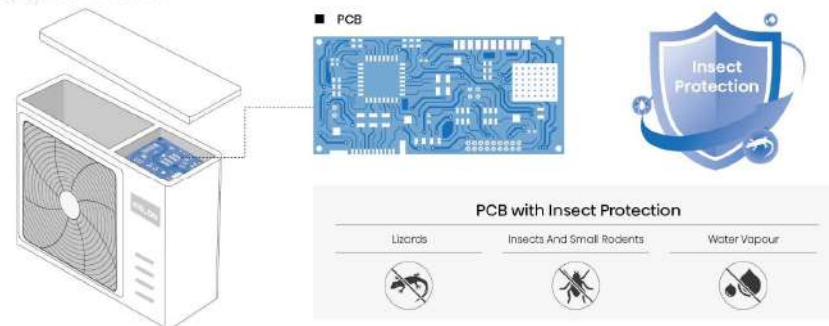 PCB
Insect
Protection
PCB with Insect Protection
Lizards
Insects And Small Rodents
Water Vapour